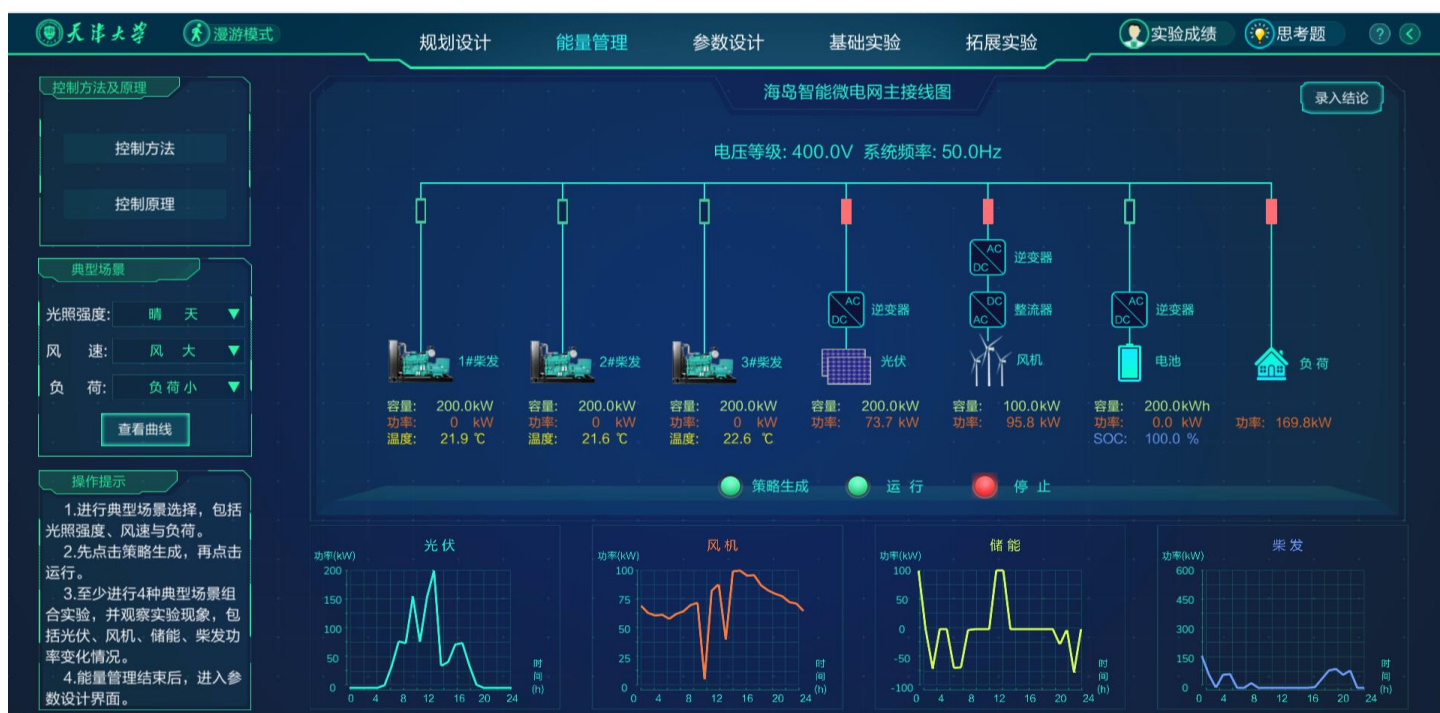 天津大学
漫游模式
规划设计
能量管理
参数设计
基础实验
拓展实验
实验成绩
思考题
?
控制方法及原理
控制方法
控制原理
典型场景
光照强度: 晴 天
风 速: 风 大
负 荷: 负荷小
查看曲线
操作提示
1.进行典型场景选择，包括
光照强度、风速与负荷。
2.先点击策略生成，再点击
运行。
3.至少进行4种典型场景组
合实验，并观察实验现象，包
括光伏、风机、储能、柴发功
率变化情况。
4.能量管理结束后，进入参
数设计界面。
海岛智能微电网主接线图
录入结论
电压等级: 400.0V 系统频率: 50.0Hz
1#柴发
容量: 200.0kW
功率: 0 kW
温度: 21.9 ℃
2#柴发
容量: 200.0kW
功率: 0 kW
温度: 21.6 ℃
3#柴发
容量: 200.0kW
功率: 0 kW
温度: 22.6 ℃
AC
DC
逆变器
光伏
容量: 200.0kW
功率: 73.7 kW
AC
DC
逆变器
DC
AC
整流器
风机
容量: 100.0kW
功率: 95.8 kW
AC
DC
逆变器
电池
容量: 200.0kWh
功率: 0.0 kW
SOC: 100.0 %
负荷
功率: 169.8kW
策略生成
运行
停止
光伏
功率(kW)
200
150
100
50
0
0 4 8 12 16 20 24
时间(h)
风机
功率(kW)
100
75
50
25
0
0 4 8 12 16 20 24
时间(h)
储能
功率(kW)
100
50
0
-50
-100
0 4 8 12 16 20 24
时间(h)
柴发
功率(kW)
600
450
300
150
0
0 4 8 12 16 20 24
时间(h)